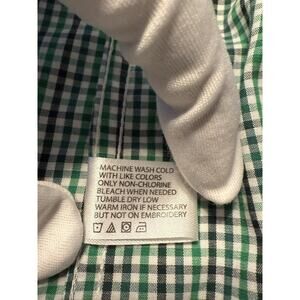 MACHINE WASH COLD
WITH LIKE COLORS
ONLY NON-CHLORINE
BLEACH WHEN NEEDED
TUMBLE DRY LOW
WARM IRON IF NECESSARY
BUT NOT ON EMBROIDERY